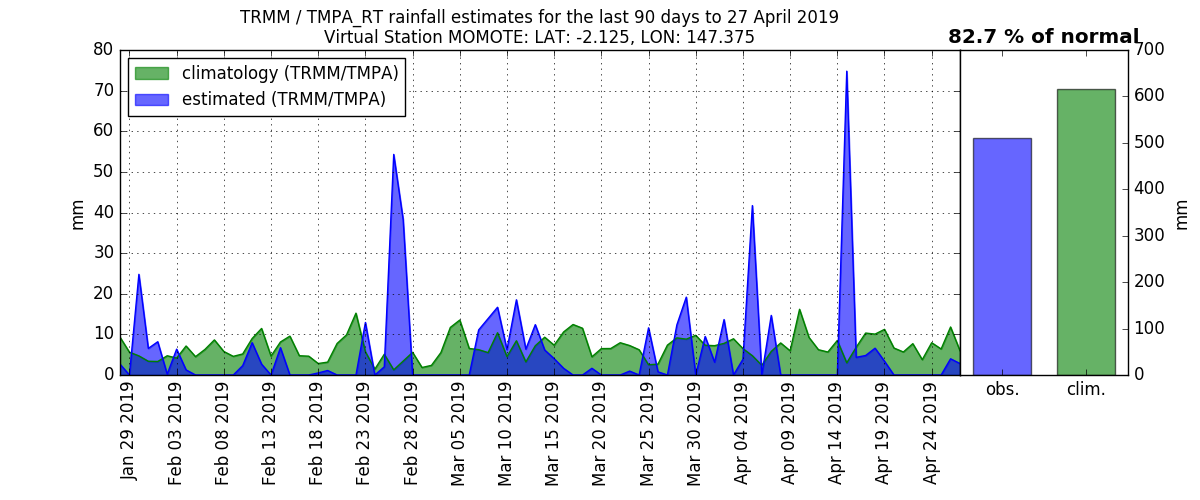 TRMM / TMPA_RT rainfall estimates for the last 90 days to 27 April 2019
Virtual Station MOMOTE: LAT: -2.125, LON: 147.375
82.7 % of normal
climatology (TRMM/TMPA)
estimated (TRMM/TMPA)
80
70
60
50
40
30
20
10
0
mm
Jan 29 2019
Feb 03 2019
Feb 08 2019
Feb 13 2019
Feb 18 2019
Feb 23 2019
Feb 28 2019
Mar 05 2019
Mar 10 2019
Mar 15 2019
Mar 20 2019
Mar 25 2019
Mar 30 2019
Apr 04 2019
Apr 09 2019
Apr 14 2019
Apr 19 2019
Apr 24 2019
obs.
clim.
700
600
500
400
300
200
100
0
mm